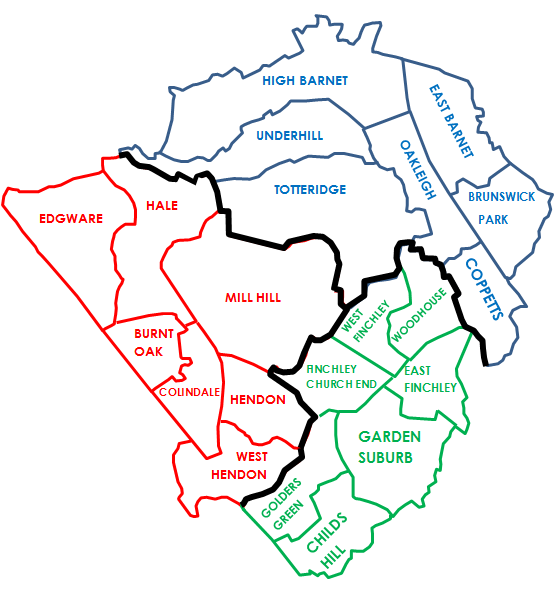 HIGH BARNET
EAST BARNET
UNDERHILL
OAKLEIGH
TOTTERIDGE
BRUNSWICK
PARK
COPPETTS
EDGWARE
HALE
MILL HILL
BURNT
OAK
COLINDALE
HENDON
WEST
HENDON
WEST
FINCHLEY
WOODHOUSE
FINCHLEY
CHURCH END
EAST
FINCHLEY
GARDEN
SUBURB
GOLDERS
GREEN
CHILDS
HILL